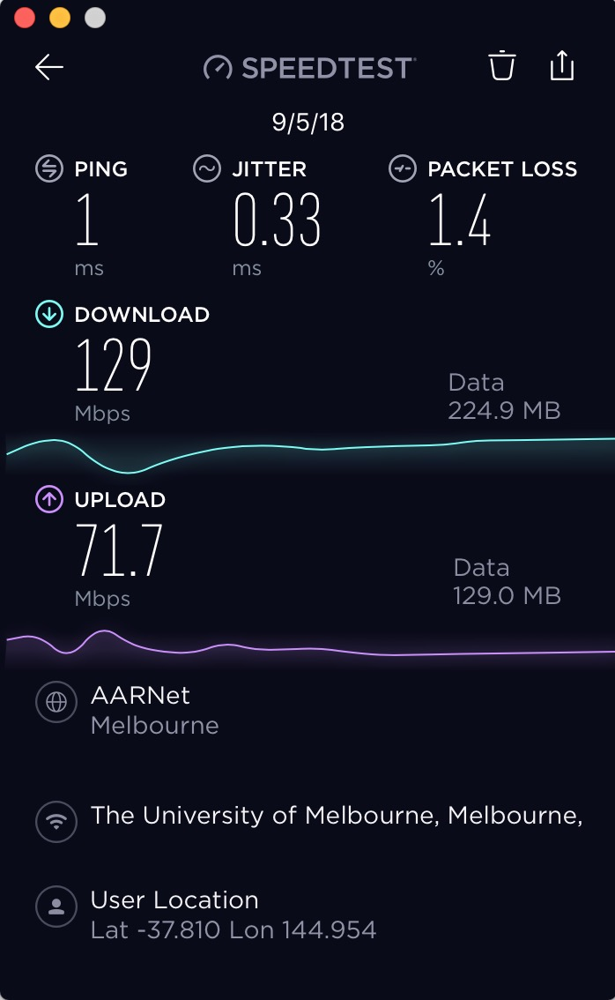 SPEEDTEST
9/5/18
PING JITTER PACKET LOSS
1 0.33 1.4
ms ms %
DOWNLOAD
129
Mbps
Data
224.9 MB
UPLOAD
71.7
Mbps
Data
129.0 MB
AARNet
Melbourne
The University of Melbourne, Melbourne,
User Location
Lat -37.810 Lon 144.954